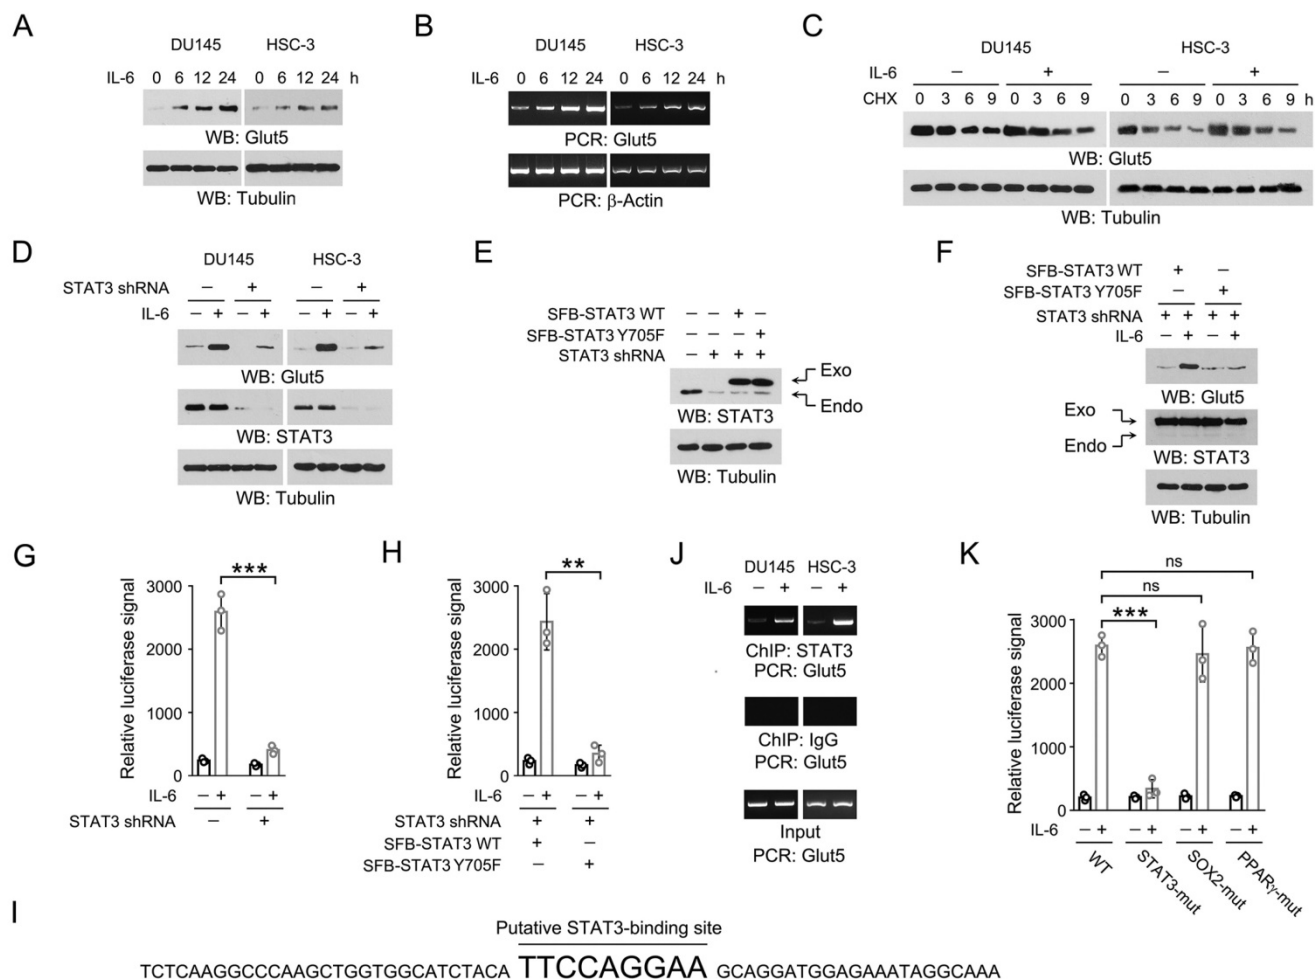 A
DU145 HSC-3
IL-6 0 6 12 24 0 6 12 24 h
WB: Glut5
WB: Tubulin
B
DU145 HSC-3
IL-6 0 6 12 24 0 6 12 24 h
PCR: Glut5
PCR: β-Actin
C
DU145 HSC-3
IL-6 – + – +
CHX 0 3 6 9 0 3 6 9 0 3 6 9 0 3 6 9 h
WB: Glut5
WB: Tubulin
D
DU145 HSC-3
STAT3 shRNA – + – +
IL-6 – + – + – + – +
WB: Glut5
WB: STAT3
WB: Tubulin
E
SFB-STAT3 WT – – + –
SFB-STAT3 Y705F – – – +
STAT3 shRNA – + + +
Exo
Endo
WB: STAT3
WB: Tubulin
F
SFB-STAT3 WT + –
SFB-STAT3 Y705F – +
STAT3 shRNA + + + +
IL-6 – + – +
WB: Glut5
Exo
Endo
WB: STAT3
WB: Tubulin
G
Relative luciferase signal
3000
2000
1000
0
***
IL-6 – + – +
STAT3 shRNA – +
H
Relative luciferase signal
3000
2000
1000
0
**
IL-6 – + – +
STAT3 shRNA + +
SFB-STAT3 WT + –
SFB-STAT3 Y705F – +
J
DU145 HSC-3
IL-6 – + – +
ChIP: STAT3
PCR: Glut5
ChIP: IgG
PCR: Glut5
Input
PCR: Glut5
K
Relative luciferase signal
3000
2000
1000
0
ns
ns
***
IL-6 – + – + – + – +
WT STAT3-mut SOX2-mut PPARγ-mut
I
Putative STAT3-binding site
TCTCAAGGCCCAAGCTGGTGGCATCTACA TTCCAGGAA GCAGGATGGAGAAATAGGCAAA